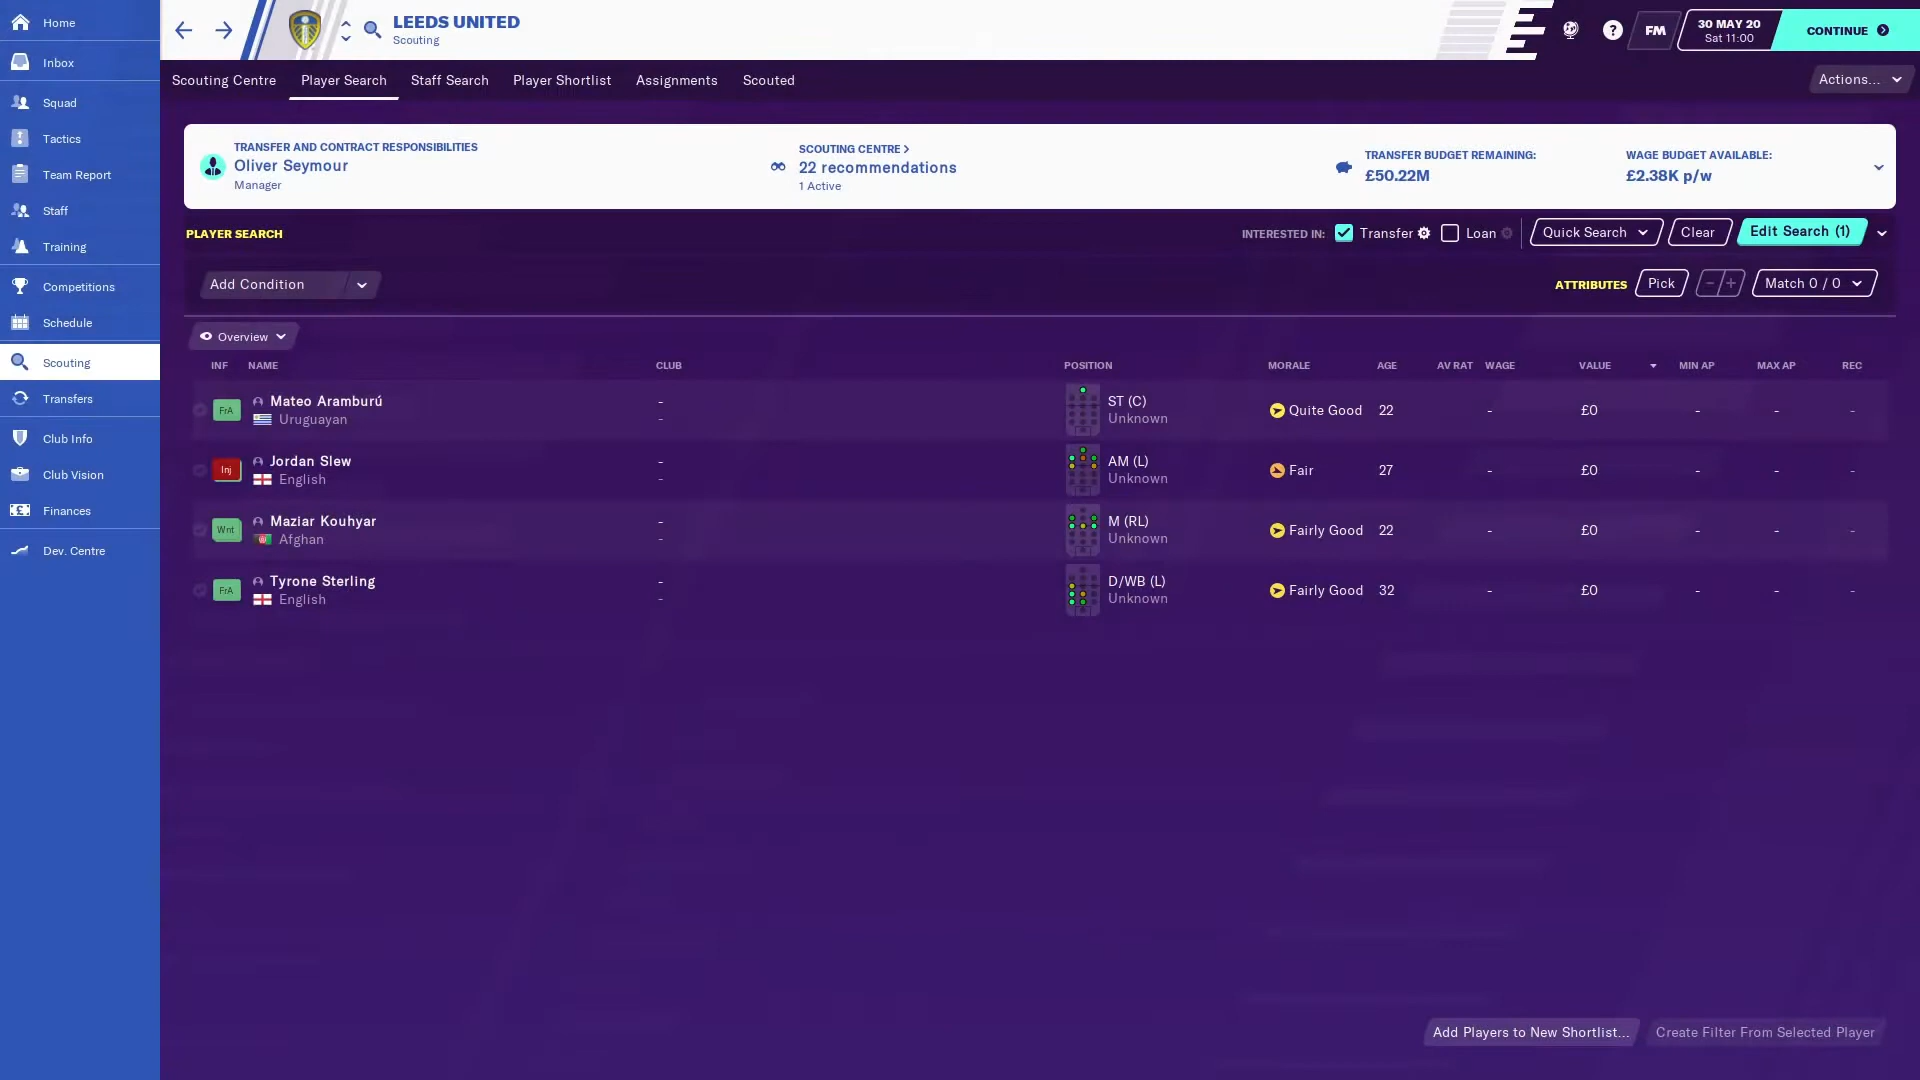 Home
Inbox
Squad
Tactics
Team Report
Staff
Training
Competitions
Schedule
Scouting
Transfers
Club Info
Club Vision
Finances
Dev. Centre
LEEDS UNITED
Scouting
?
FM
30 MAY 20
Sat 11:00
CONTINUE
Scouting Centre
Player Search
Staff Search
Player Shortlist
Assignments
Scouted
Actions...
TRANSFER AND CONTRACT RESPONSIBILITIES
Oliver Seymour
Manager
SCOUTING CENTRE >
22 recommendations
1 Active
TRANSFER BUDGET REMAINING:
£50.22M
WAGE BUDGET AVAILABLE:
£2.38K p/w
PLAYER SEARCH
INTERESTED IN:
Transfer
Loan
Quick Search
Clear
Edit Search (1)
Add Condition
ATTRIBUTES
Pick
- / +
Match 0 / 0
Overview
INF NAME CLUB POSITION MORALE AGE AV RAT WAGE VALUE MIN AP MAX AP REC
FrA Mateo Aramburú - ST (C) Quite Good 22 - £0 - - -
Uruguayan - Unknown
Inj Jordan Slew - AM (L) Fair 27 - £0 - - -
English - Unknown
Wnt Maziar Kouhyar - M (RL) Fairly Good 22 - £0 - - -
Afghan - Unknown
FrA Tyrone Sterling - D/WB (L) Fairly Good 32 - £0 - - -
English - Unknown
Add Players to New Shortlist...
Create Filter From Selected Player